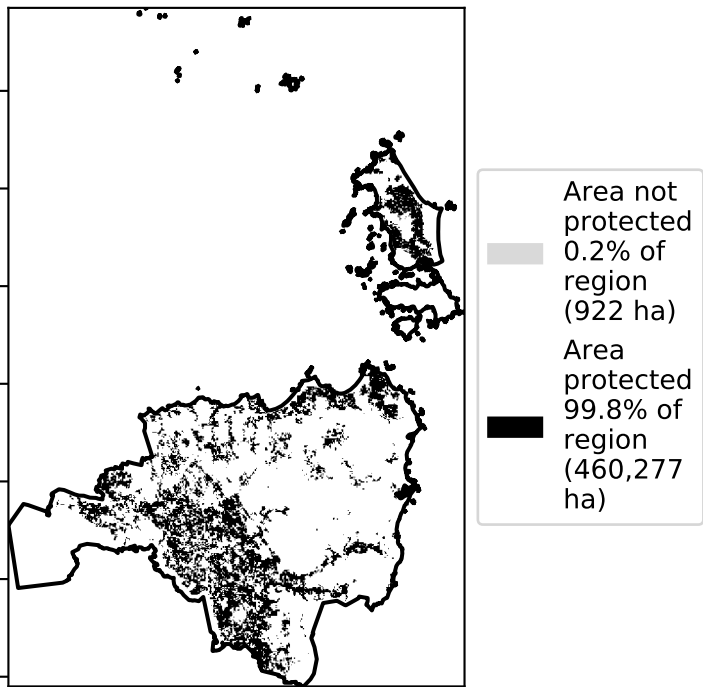 Area not
protected
0.2% of
region
(922 ha)
Area
protected
99.8% of
region
(460,277
ha)